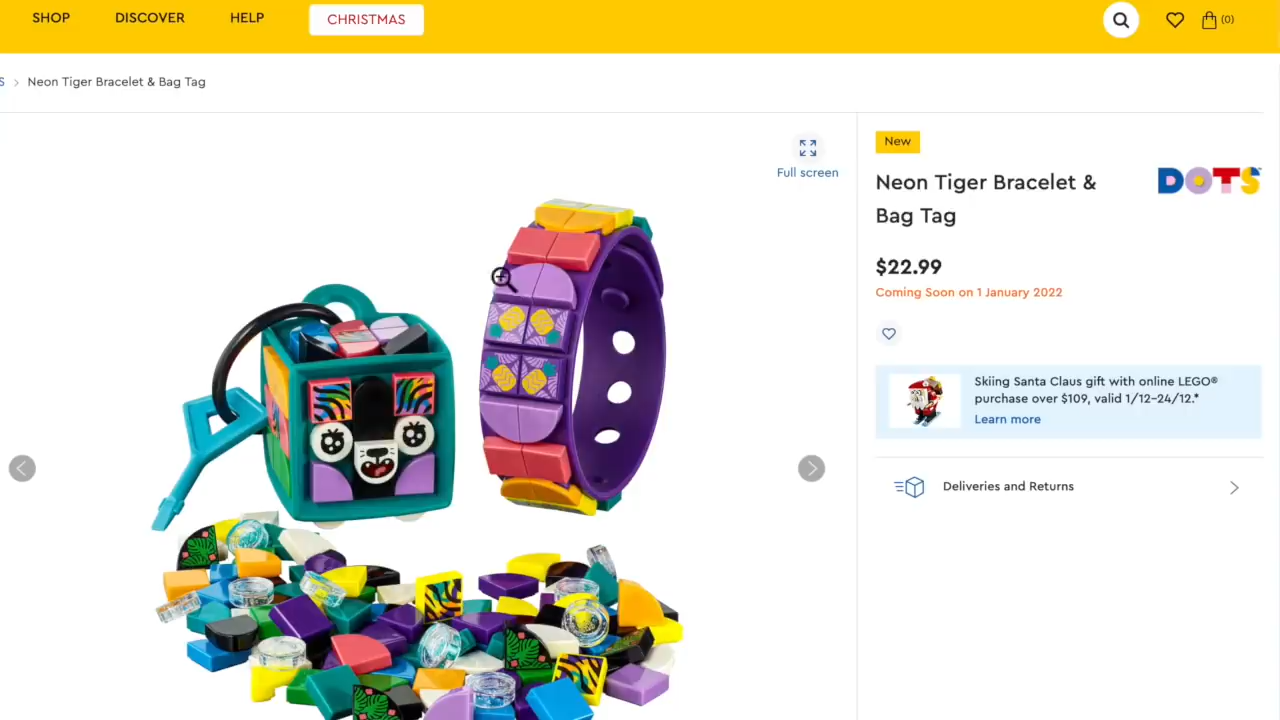 SHOP
DISCOVER
HELP
CHRISTMAS
(0)
S > Neon Tiger Bracelet & Bag Tag
Full screen
New
Neon Tiger Bracelet &
Bag Tag
DOTS
$22.99
Coming Soon on 1 January 2022
Skiing Santa Claus gift with online LEGO®
purchase over $109, valid 1/12-24/12.*
Learn more
Deliveries and Returns